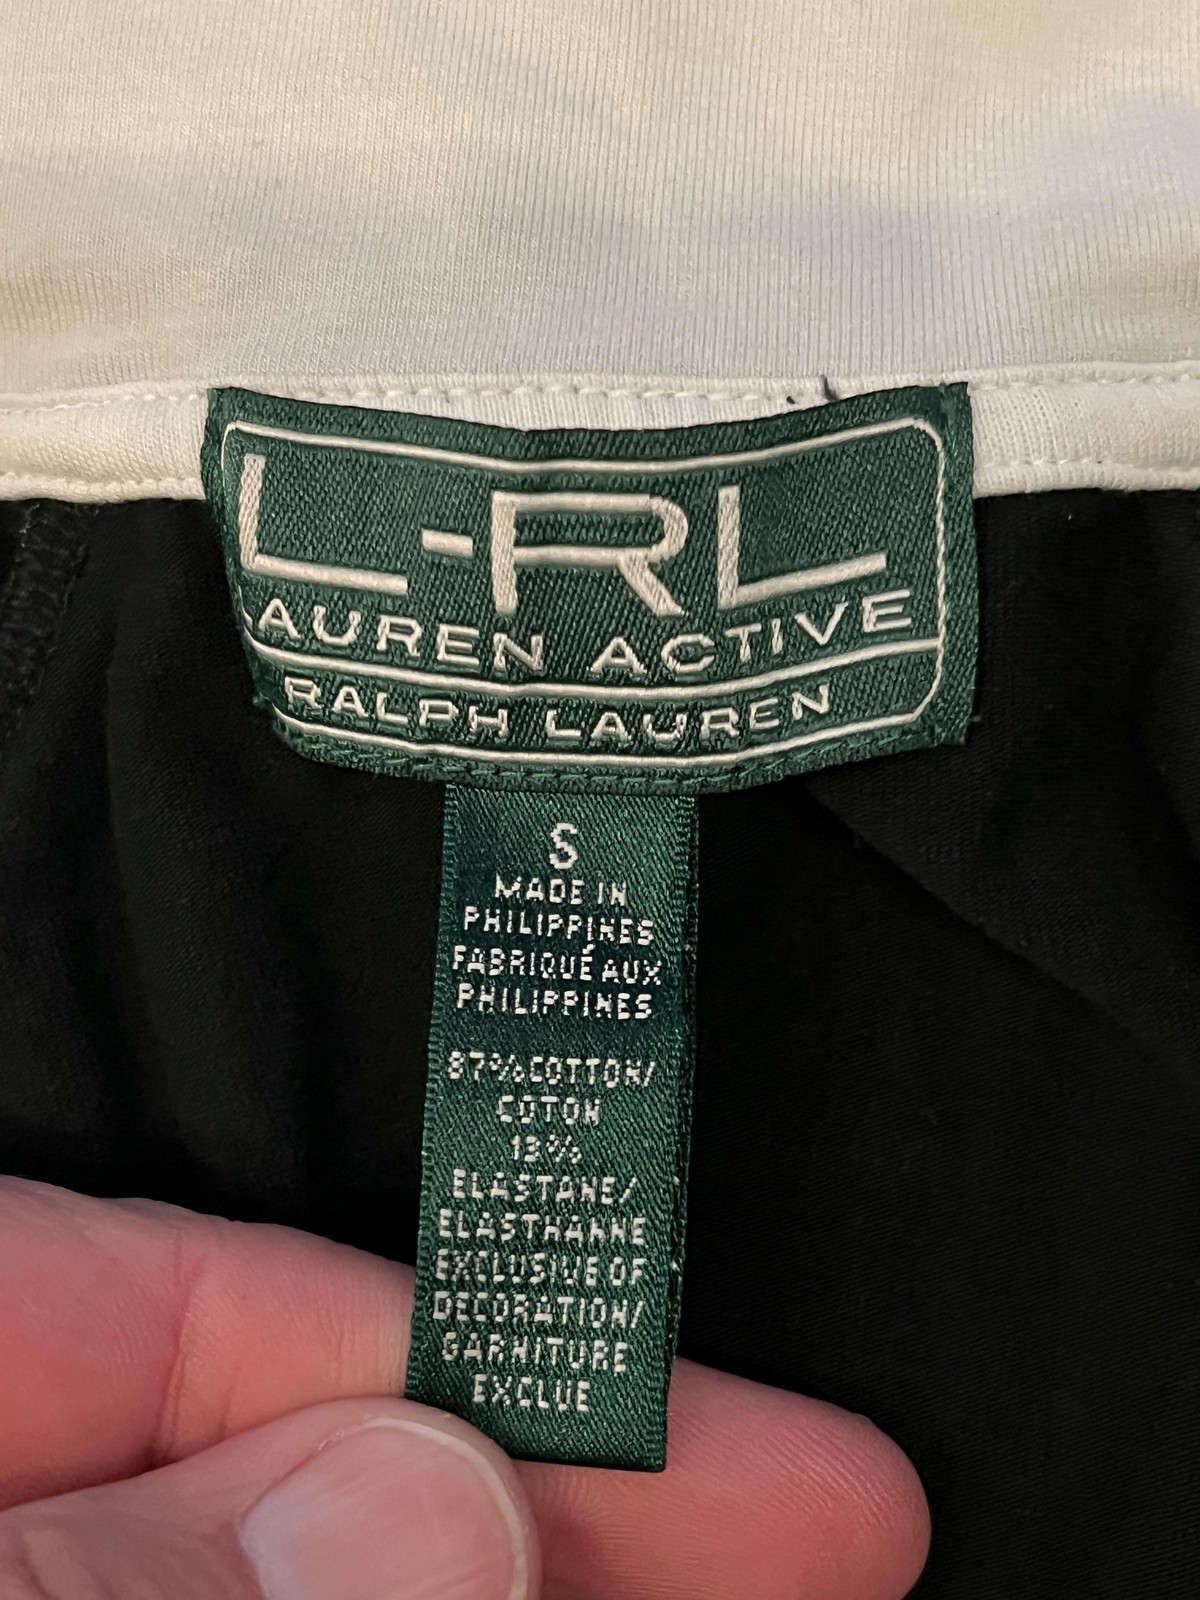 L-RL
LAUREN ACTIVE
RALPH LAUREN
S
MADE IN
PHILIPPINES
FABRIQUÉ AUX
PHILIPPINES
87% COTTON/
COTON
13%
ELASTANE/
ELASTHANNE
EXCLUSIVE OF
DECORATION/
GARNITURE
EXCLUE